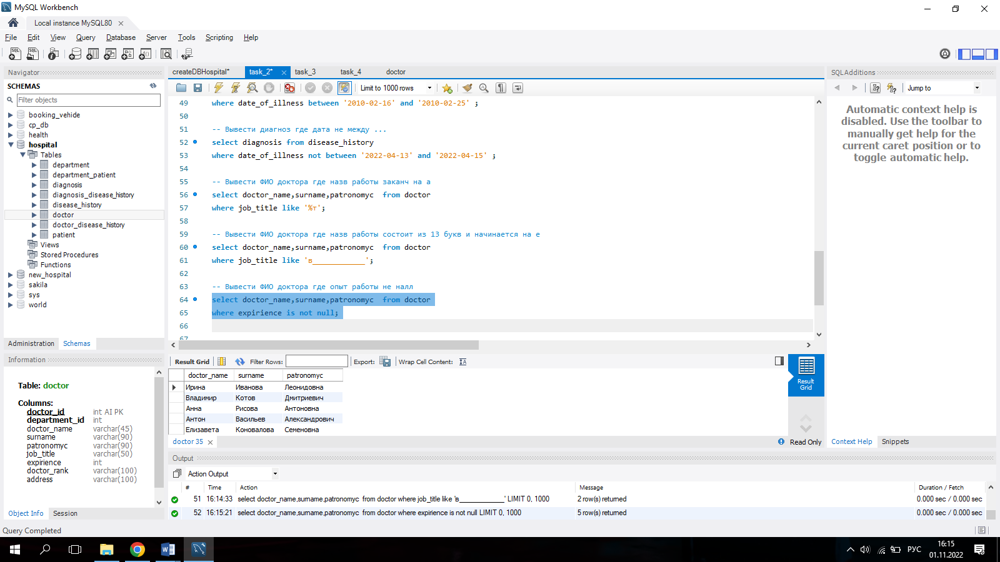 MySQL Workbench
Local instance MySQL80
File Edit View Query Database Server Tools Scripting Help
Navigator
SCHEMAS
Filter objects
booking_vehide
cp_db
health
hospital
Tables
department
department_patient
diagnosis
diagnosis_disease_history
disease_history
doctor
doctor_disease_history
patient
Views
Stored Procedures
Functions
new_hospital
sakila
sys
world
Administration Schemas
Information
Table: doctor
Columns:
doctor_id int AI PK
department_id int
doctor_name varchar(45)
surname varchar(90)
patronomyc varchar(90)
job_title varchar(50)
expirience int
doctor_rank varchar(100)
address varchar(100)
Object Info Session
Query Completed
createDBHospital* task_2* task_3 task_4 doctor
Limit to 1000 rows
49 where date_of_illness between '2010-02-16' and '2010-02-25' ;
50
51 -- Вывести диагноз где дата не между ...
52 select diagnosis from disease_history
53 where date_of_illness not between '2022-04-13' and '2022-04-15' ;
54
55 -- Вывести ФИО доктора где назв работы заканч на а
56 select doctor_name,surname,patronomyc  from doctor
57 where job_title like '%т';
58
59 -- Вывести ФИО доктора где назв работы состоит из 13 букв и начинается на е
60 select doctor_name,surname,patronomyc  from doctor
61 where job_title like 'в____________';
62
63 -- Вывести ФИО доктора где опыт работы не налл
64 select doctor_name,surname,patronomyc  from doctor
65 where expirience is not null;
66
67
Result Grid Filter Rows: Export: Wrap Cell Content:
doctor_name surname patronomyc
Ирина Иванова Леонидовна
Владимир Котов Дмитриевич
Анна Рисова Антоновна
Антон Васильев Александрович
Елизавета Коновалова Семеновна
Result
Grid
doctor 35
Read Only
Output
Action Output
# Time Action Message Duration / Fetch
51 16:14:33 select doctor_name,surname,patronomyc  from doctor where job_title like 'в____________' LIMIT 0, 1000 2 row(s) returned 0.000 sec / 0.000 sec
52 16:15:21 select doctor_name,surname,patronomyc  from doctor where expirience is not null LIMIT 0, 1000 5 row(s) returned 0.000 sec / 0.000 sec
SQLAdditions
Jump to
Automatic context help is
disabled. Use the toolbar to
manually get help for the
current caret position or to
toggle automatic help.
Context Help Snippets
РУС
16:15
01.11.2022